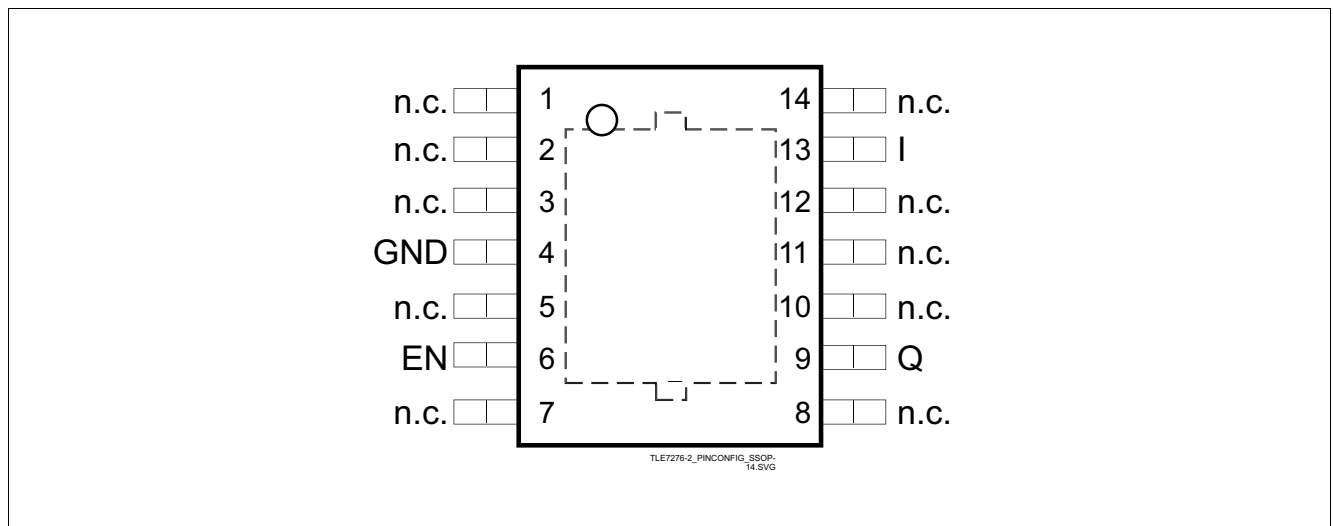 n.c. 1 14 n.c.
n.c. 2 13 I
n.c. 3 12 n.c.
GND 4 11 n.c.
n.c. 5 10 n.c.
EN 6 9 Q
n.c. 7 8 n.c.
TLE7276-2_PINCONFIG_SSOP-
14.SVG